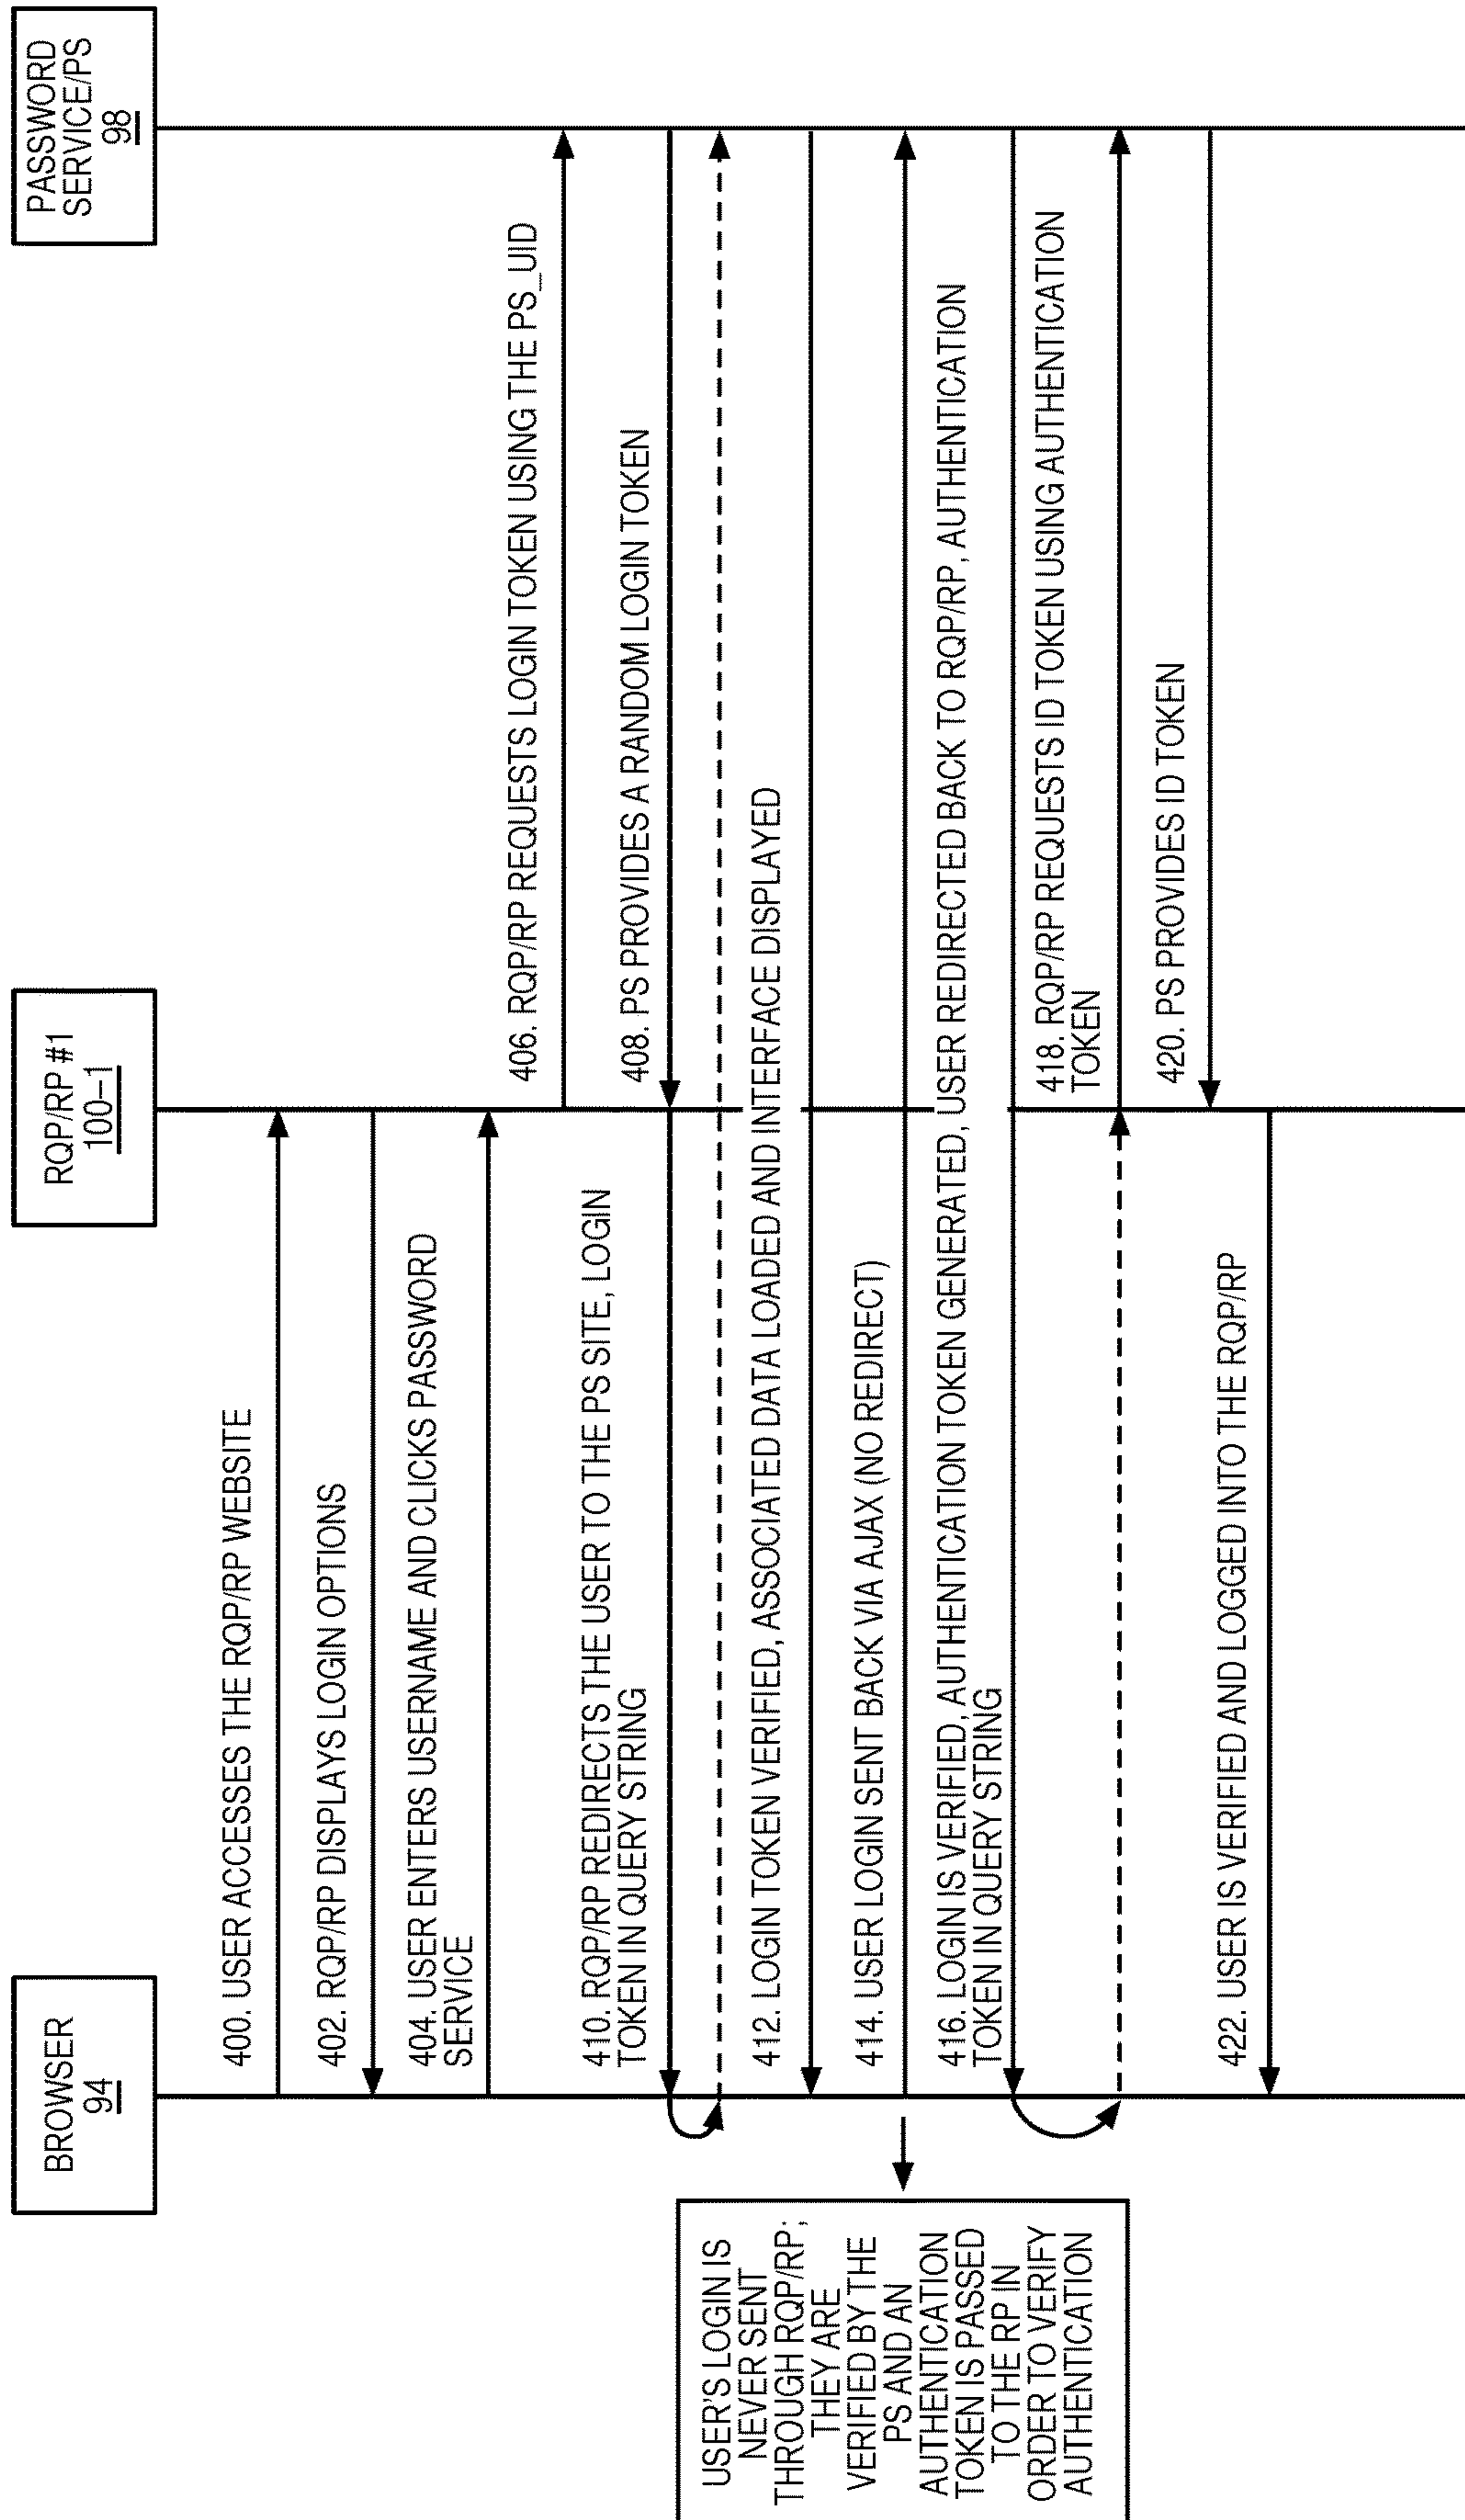 BROWSER
94
RQP/RP #1
100–1
PASSWORD
SERVICE/PS
98
400. USER ACCESSES THE RQP/RP WEBSITE
402. RQP/RP DISPLAYS LOGIN OPTIONS
404. USER ENTERS USERNAME AND CLICKS PASSWORD
SERVICE
406. RQP/RP REQUESTS LOGIN TOKEN USING THE PS_UID
408. PS PROVIDES A RANDOM LOGIN TOKEN
410. RQP/RP REDIRECTS THE USER TO THE PS SITE, LOGIN
TOKEN IN QUERY STRING
412. LOGIN TOKEN VERIFIED, ASSOCIATED DATA LOADED AND INTERFACE DISPLAYED
414. USER LOGIN SENT BACK VIA AJAX (NO REDIRECT)
416. LOGIN IS VERIFIED, AUTHENTICATION TOKEN GENERATED, USER REDIRECTED BACK TO RQP/RP, AUTHENTICATION
TOKEN IN QUERY STRING
418. RQP/RP REQUESTS ID TOKEN USING AUTHENTICATION
TOKEN
420. PS PROVIDES ID TOKEN
422. USER IS VERIFIED AND LOGGED INTO THE RQP/RP
USER'S LOGIN IS
NEVER SENT
THROUGH RQP/RP;
THEY ARE
VERIFIED BY THE
PS AND AN
AUTHENTICATION
TOKEN IS PASSED
TO THE RP IN
ORDER TO VERIFY
AUTHENTICATION